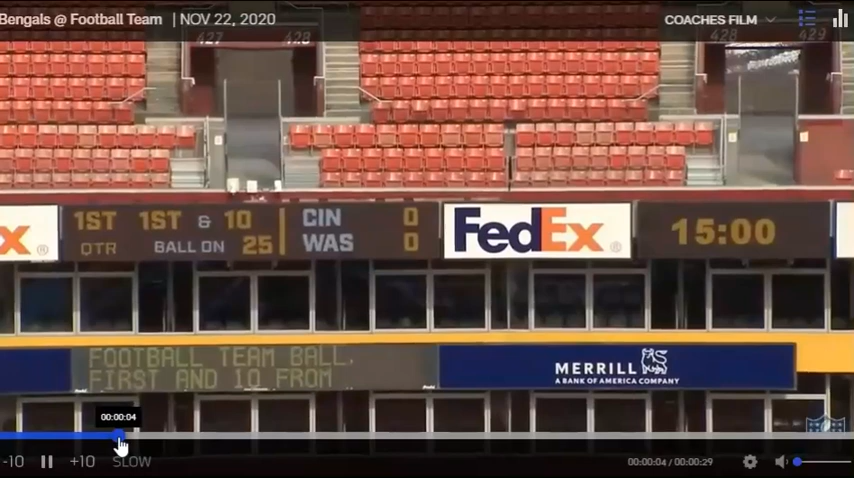 Bengals @ Football Team | NOV 22, 2020
COACHES FILM
427 428 428 429
1ST 1ST & 10 CIN 0 FedEx® 15:00
QTR BALL ON 25 WAS 0
x®
FOOTBALL TEAM BALL.
FIRST AND 10 FROM
MERRILL
A BANK OF AMERICA COMPANY
00:00:04
NFL
-10 +10 SLOW 00:00:04 / 00:00:29